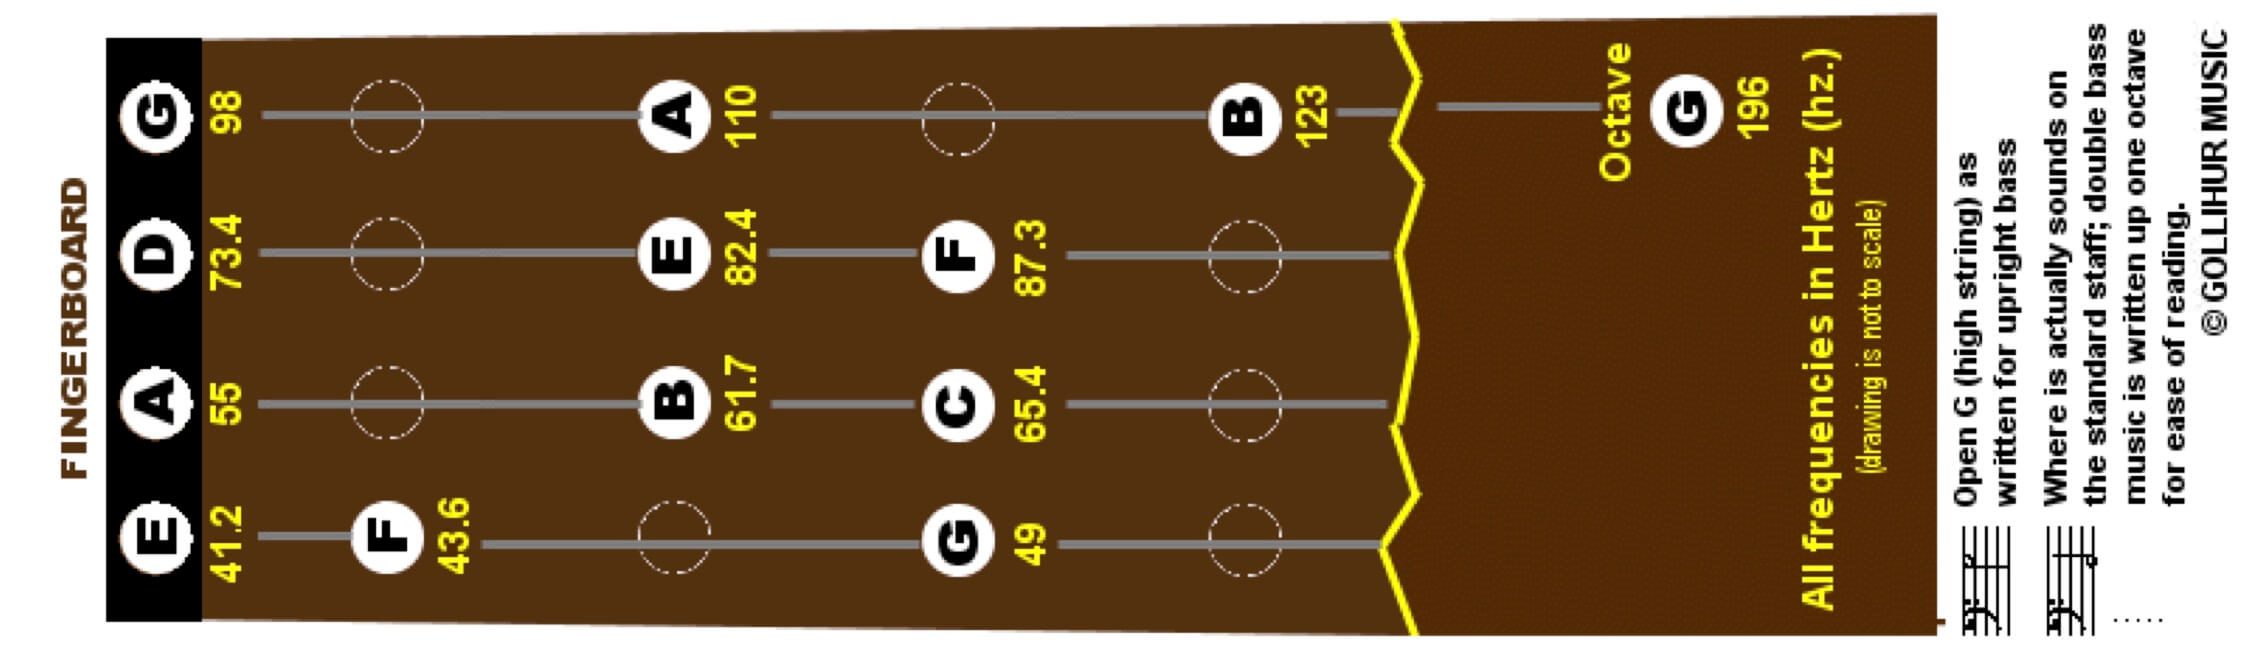 FINGERBOARD
E A D G
41.2 55 73.4 98
F
43.6
B E A
61.7 82.4 110
G C F
49 65.4 87.3
B
123
Octave
G
196
All frequencies in Hertz (hz.)
(drawing is not to scale)
Open G (high string) as
written for upright bass
Where is actually sounds on
the standard staff; double bass
music is written up one octave
for ease of reading.
© GOLLIHUR MUSIC